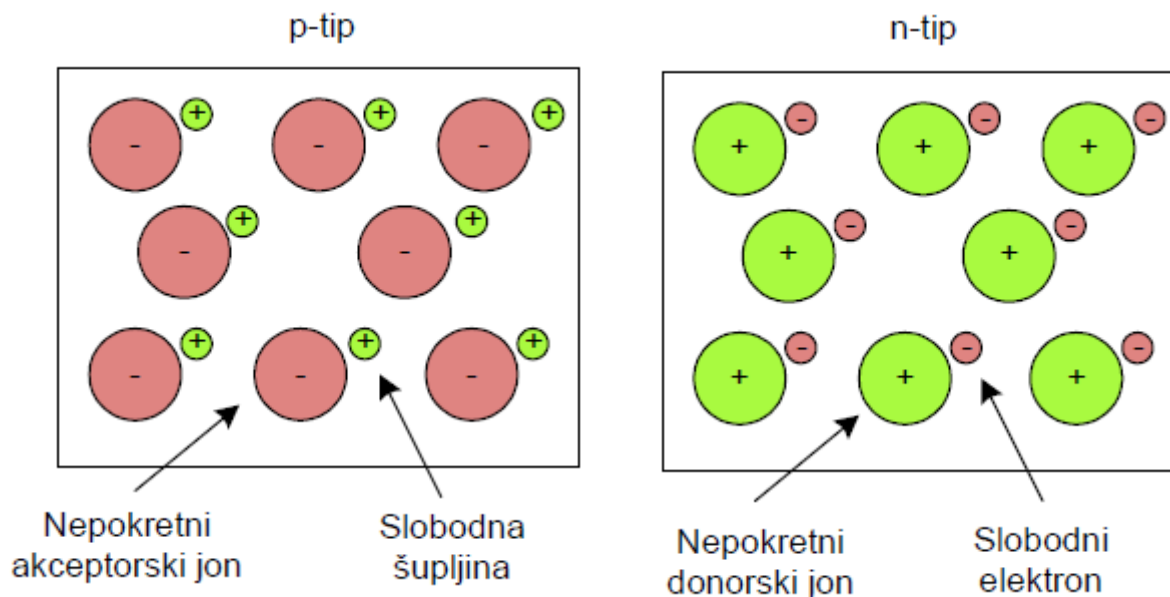 p-tip
n-tip
+ + +
- - -
+ +
- -
+ + +
- - -
- - -
+ + +
- -
+ +
- - -
+ + +
Nepokretni
akceptorski jon
Slobodna
šupljina
Nepokretni
donorski jon
Slobodni
elektron